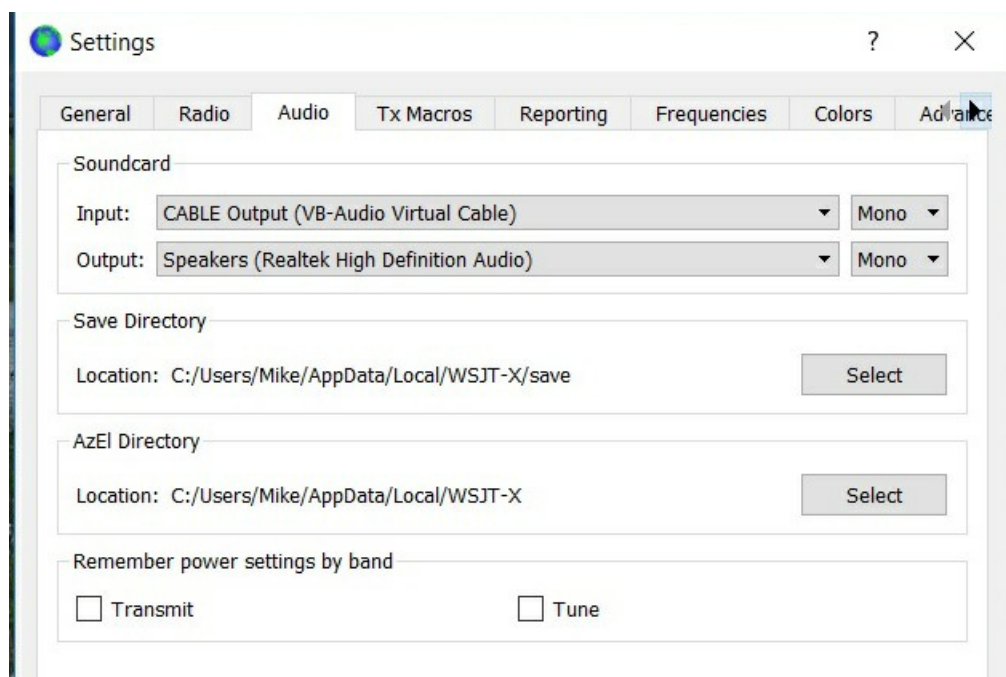 Settings
General Radio Audio Tx Macros Reporting Frequencies Colors
Soundcard
Input: CABLE Output (VB-Audio Virtual Cable) Mono
Output: Speakers (Realtek High Definition Audio) Mono
Save Directory
Location: C:/Users/Mike/AppData/Local/WSJT-X/save Select
AzEl Directory
Location: C:/Users/Mike/AppData/Local/WSJT-X Select
Remember power settings by band
Transmit Tune